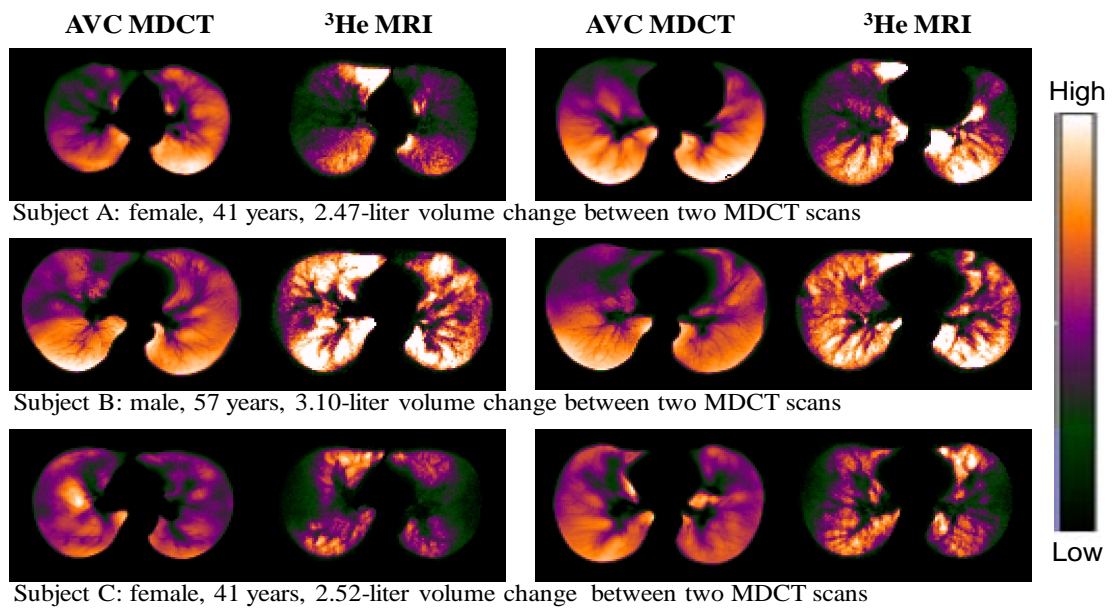 AVC MDCT ³He MRI AVC MDCT ³He MRI
High
Subject A: female, 41 years, 2.47-liter volume change between two MDCT scans
Subject B: male, 57 years, 3.10-liter volume change between two MDCT scans
Low
Subject C: female, 41 years, 2.52-liter volume change between two MDCT scans